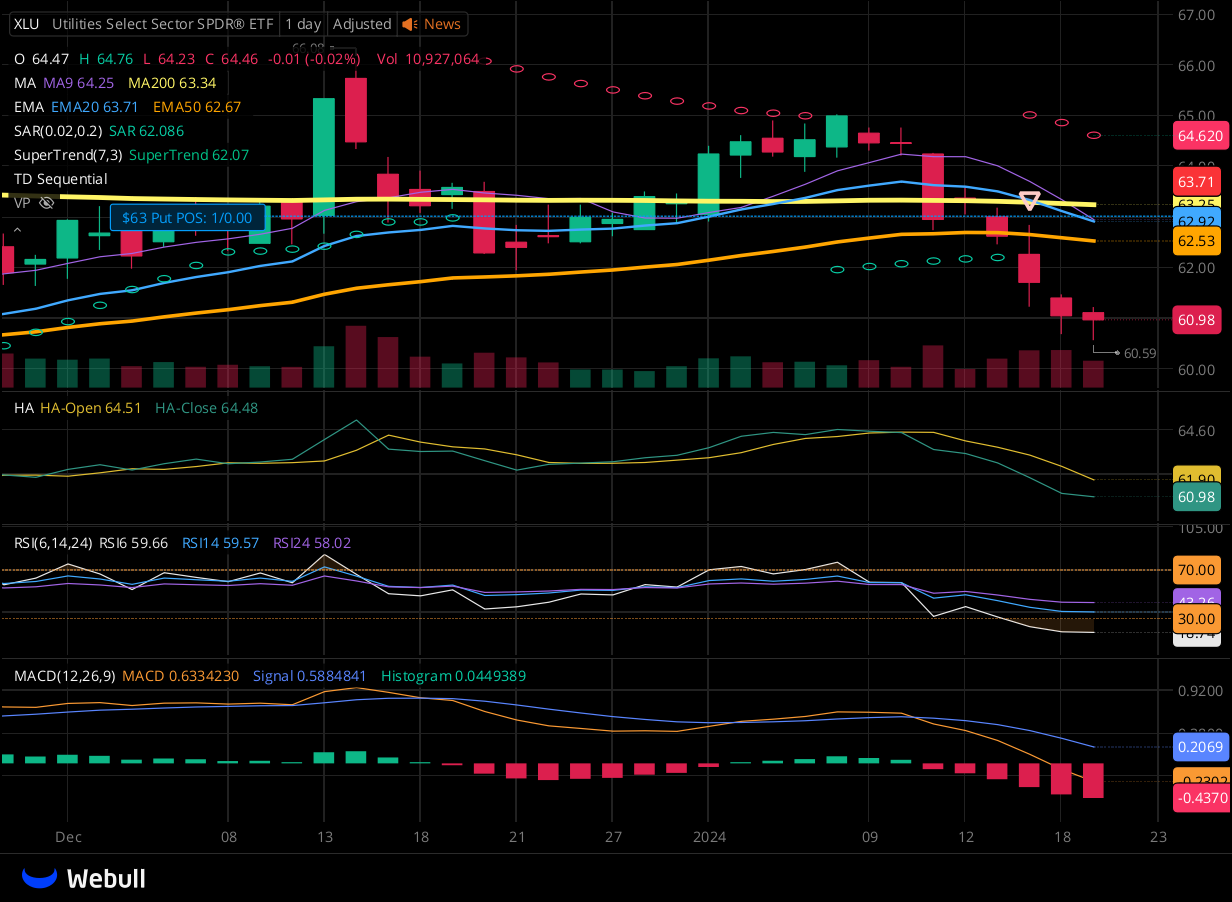 XLU Utilities Select Sector SPDR® ETF 1 day Adjusted News
67.00
O 64.47 H 64.76 L 64.23 C 64.46 -0.01 (-0.02%) Vol 10,927,064
66.00
MA MA9 64.25 MA200 63.34
EMA EMA20 63.71 EMA50 62.67
65.00
SAR(0.02,0.2) SAR 62.086
64.620
SuperTrend(7,3) SuperTrend 62.07
64.00
TD Sequential
63.71
VP
63.25
$63 Put POS: 1/0.00
62.92
62.53
62.00
60.98
60.59
60.00
HA HA-Open 64.51 HA-Close 64.48
64.60
61.90
60.98
105.00
RSI(6,14,24) RSI6 59.66 RSI14 59.57 RSI24 58.02
70.00
43.26
30.00
18.74
MACD(12,26,9) MACD 0.6334230 Signal 0.5884841 Histogram 0.0449389
0.9200
0.2069
-0.2302
-0.4370
Dec 08 13 18 21 27 2024 09 12 18 23
Webull